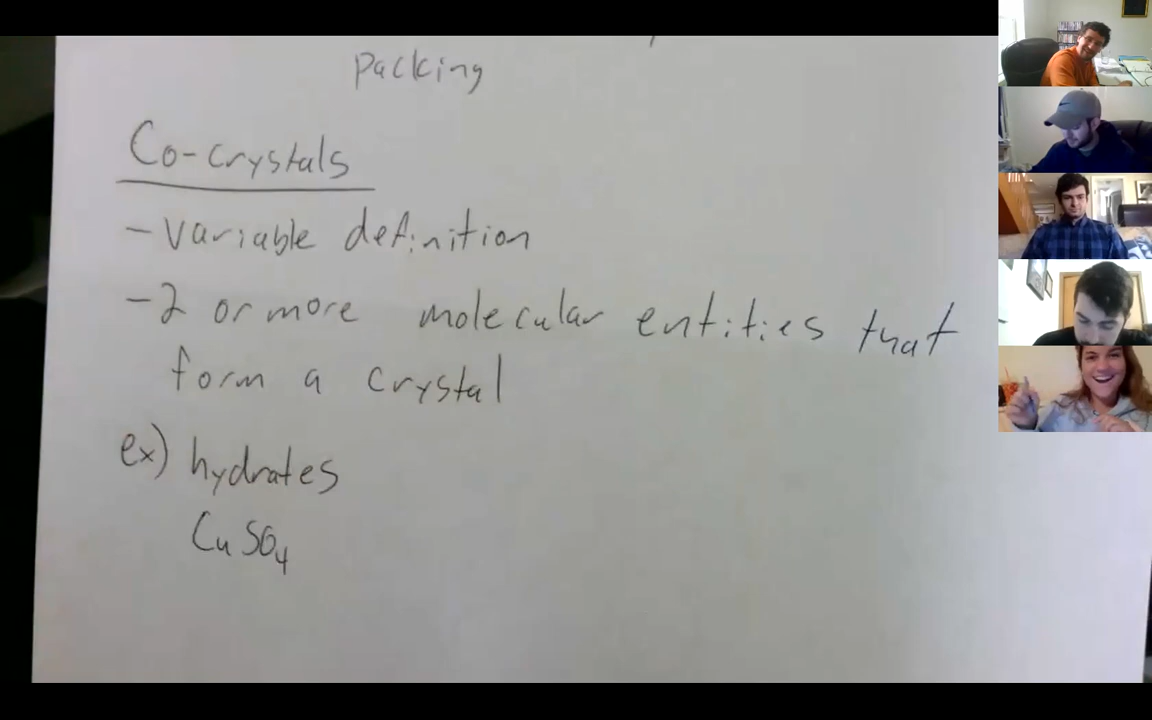 packing
Co-crystals
- variable definition
- 2 or more molecular entities that
form a crystal
ex) hydrates
CuSO₄